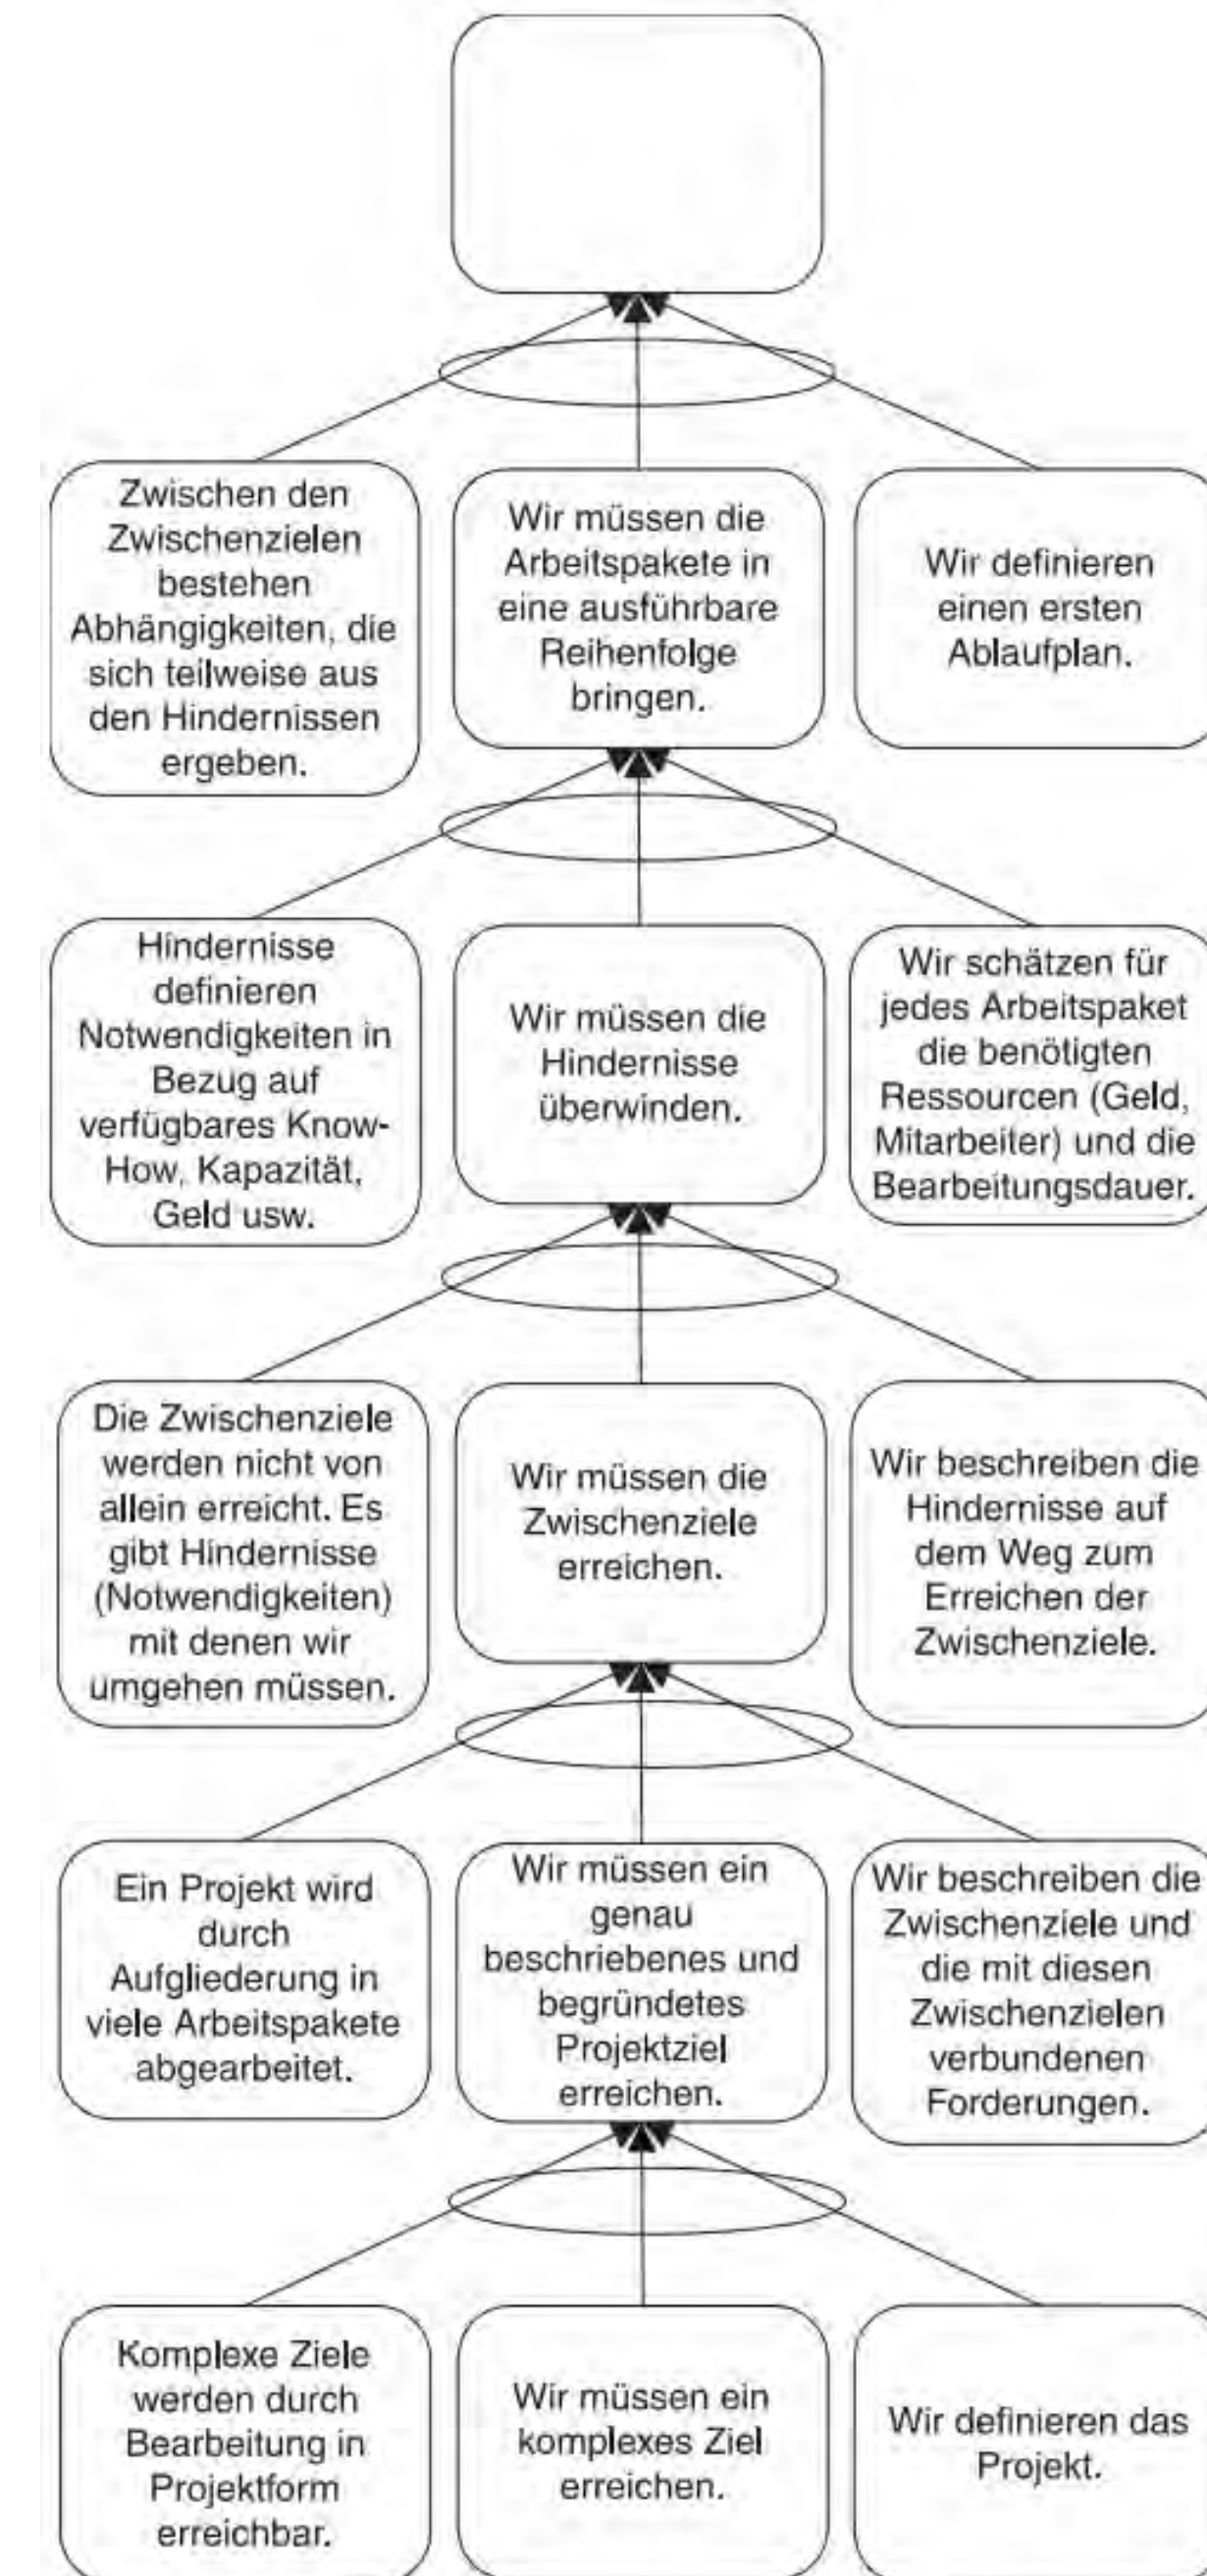 Zwischen den
Zwischenzielen
bestehen
Abhängigkeiten, die
sich teilweise aus
den Hindernissen
ergeben.
Wir müssen die
Arbeitspakete in
eine ausführbare
Reihenfolge
bringen.
Wir definieren
einen ersten
Ablaufplan.
Hindernisse
definieren
Notwendigkeiten in
Bezug auf
verfügbares Know-
How, Kapazität,
Geld usw.
Wir müssen die
Hindernisse
überwinden.
Wir schätzen für
jedes Arbeitspaket
die benötigten
Ressourcen (Geld,
Mitarbeiter) und die
Bearbeitungsdauer.
Die Zwischenziele
werden nicht von
allein erreicht. Es
gibt Hindernisse
(Notwendigkeiten)
mit denen wir
umgehen müssen.
Wir müssen die
Zwischenziele
erreichen.
Wir beschreiben die
Hindernisse auf
dem Weg zum
Erreichen der
Zwischenziele.
Ein Projekt wird
durch
Aufgliederung in
viele Arbeitspakete
abgearbeitet.
Wir müssen ein
genau
beschriebenes und
begründetes
Projektziel
erreichen.
Wir beschreiben die
Zwischenziele und
die mit diesen
Zwischenzielen
verbundenen
Forderungen.
Komplexe Ziele
werden durch
Bearbeitung in
Projektform
erreichbar.
Wir müssen ein
komplexes Ziel
erreichen.
Wir definieren das
Projekt.